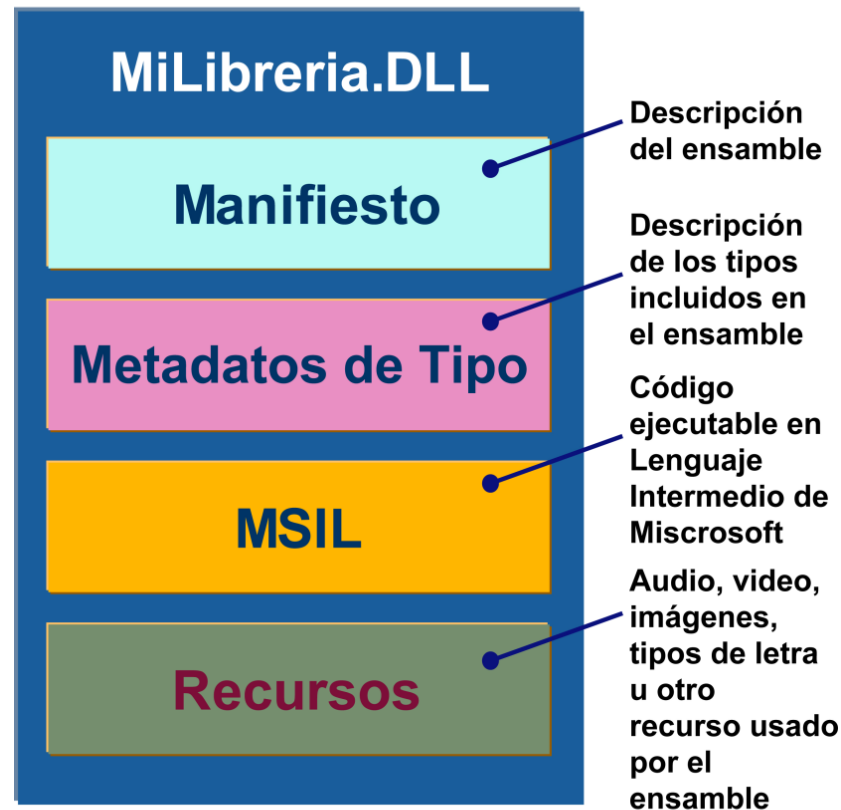 MiLibreria.DLL
Manifiesto
Descripción
del ensamble
Metadatos de Tipo
Descripción
de los tipos
incluidos en
el ensamble
MSIL
Código
ejecutable en
Lenguaje
Intermedio de
Miscrosoft
Recursos
Audio, video,
imágenes,
tipos de letra
u otro
recurso usado
por el
ensamble